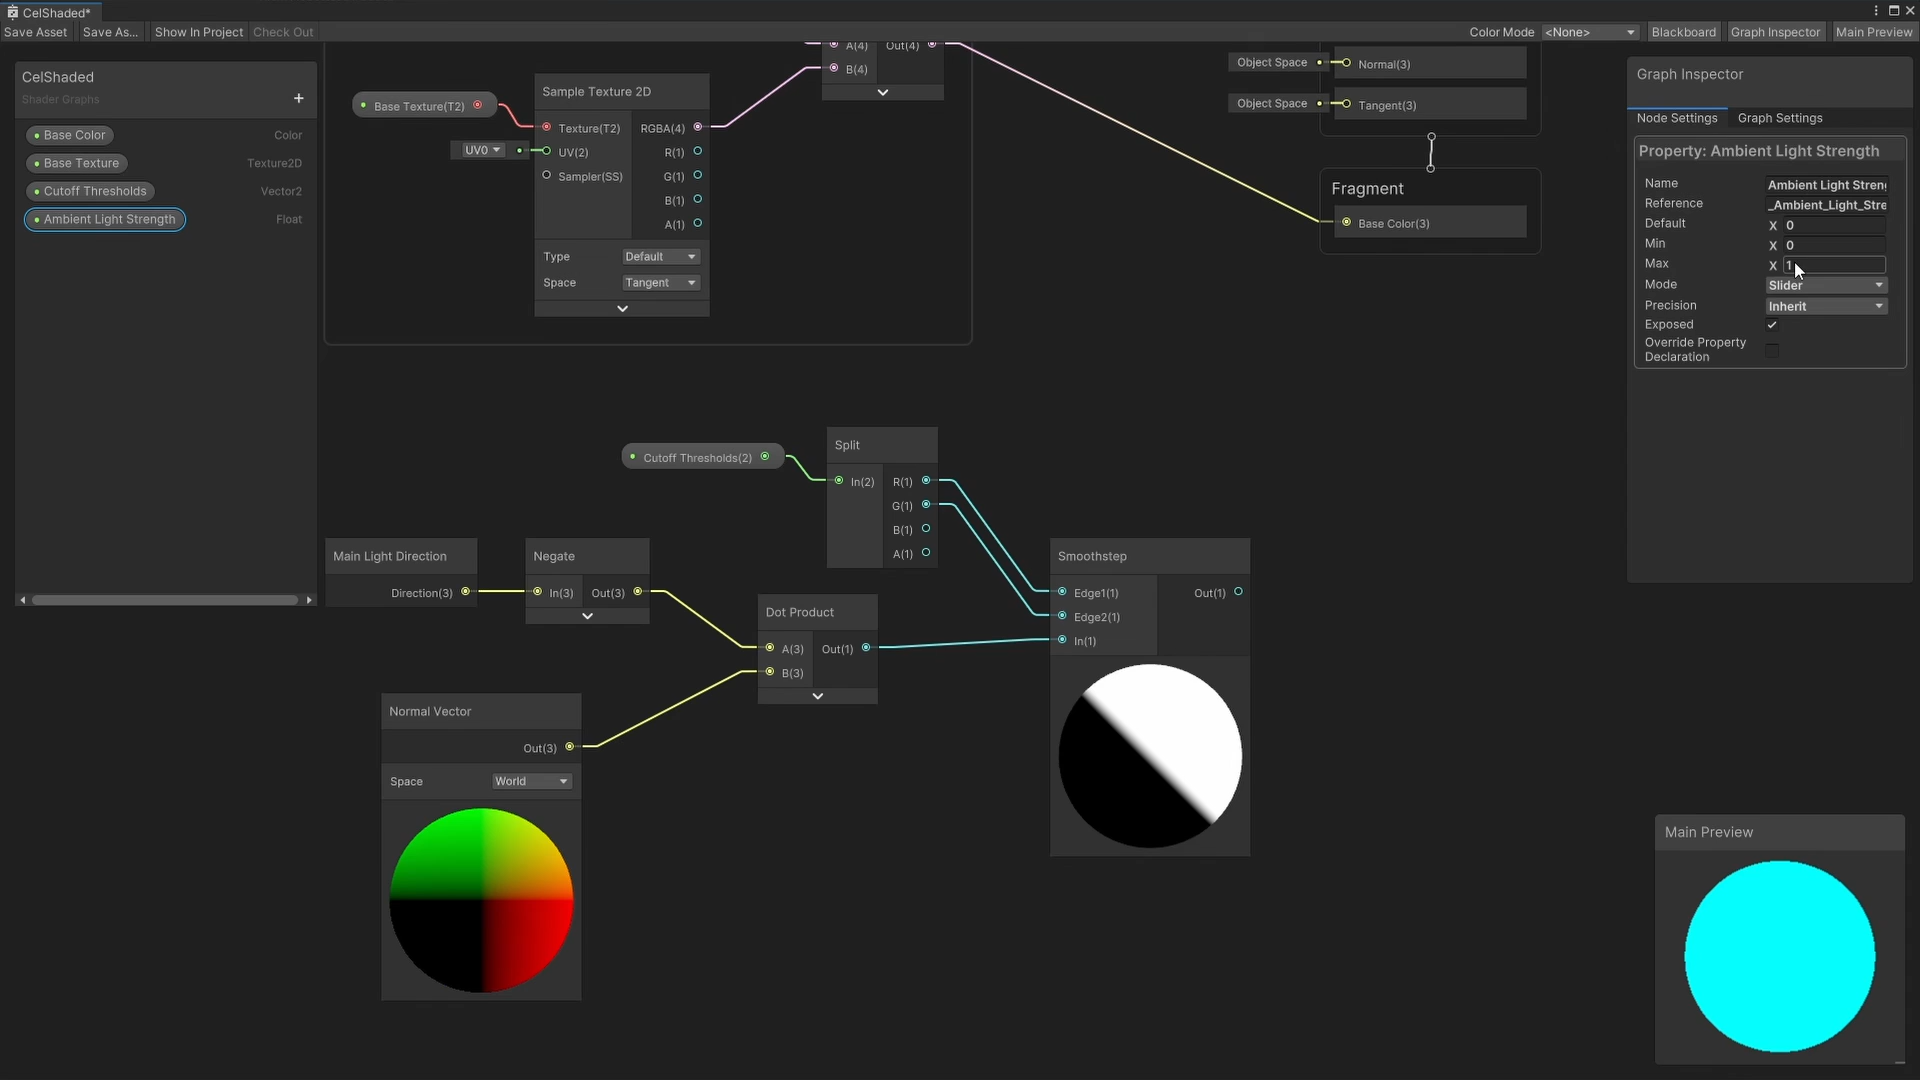 CelShaded*
Save Asset Save As... Show In Project Check Out Color Mode <None> Blackboard Graph Inspector Main Preview
CelShaded
Shader Graphs
+
Base Color Color
Base Texture Texture2D
Cutoff Thresholds Vector2
Ambient Light Strength Float
A(4) Out(4)
B(4)
Base Texture(T2)
Sample Texture 2D
Texture(T2) RGBA(4)
UV0 UV(2) R(1)
Sampler(SS) G(1)
B(1)
A(1)
Type Default
Space Tangent
Object Space Normal(3)
Object Space Tangent(3)
Fragment
Base Color(3)
Cutoff Thresholds(2)
Split
In(2) R(1)
G(1)
B(1)
A(1)
Main Light Direction
Direction(3)
Negate
In(3) Out(3)
Dot Product
A(3) Out(1)
B(3)
Smoothstep
Edge1(1) Out(1)
Edge2(1)
In(1)
Normal Vector
Out(3)
Space World
Graph Inspector
Node Settings Graph Settings
Property: Ambient Light Strength
Name Ambient Light Streng
Reference _Ambient_Light_Stre
Default X 0
Min X 0
Max X 1
Mode Slider
Precision Inherit
Exposed
Override Property
Declaration
Main Preview